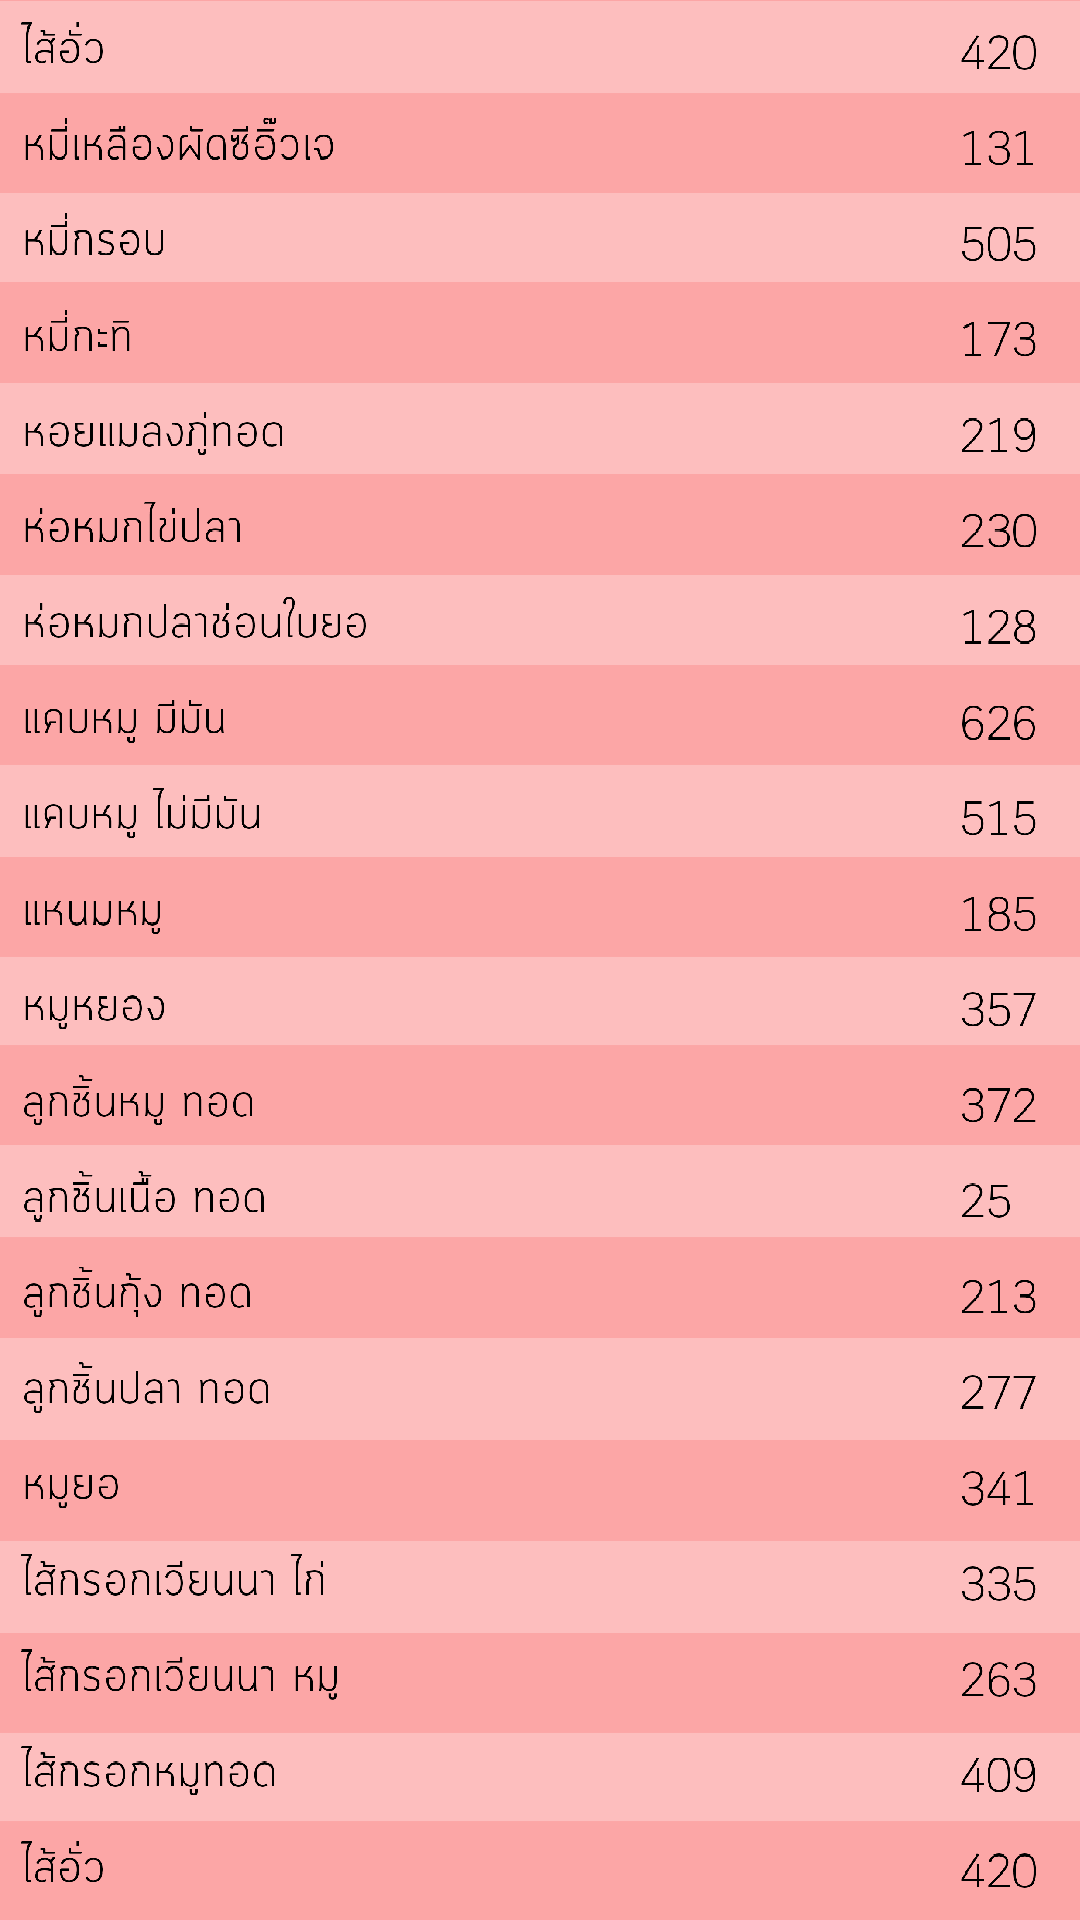 ไส้อั่ว 420
หมี่เหลืองผัดซีอิ๊วเจ 131
หมี่กรอบ 505
หมี่กะทิ 173
หอยแมลงภู่ทอด 219
ห่อหมกไข่ปลา 230
ห่อหมกปลาช่อนใบยอ 128
แคบหมู มีมัน 626
แคบหมู ไม่มีมัน 515
แหนมหมู 185
หมูหยอง 357
ลูกชิ้นหมู ทอด 372
ลูกชิ้นเนื้อ ทอด 25
ลูกชิ้นกุ้ง ทอด 213
ลูกชิ้นปลา ทอด 277
หมูยอ 341
ไส้กรอกเวียนนา ไก่ 335
ไส้กรอกเวียนนา หมู 263
ไส้กรอกหมูทอด 409
ไส้อั่ว 420